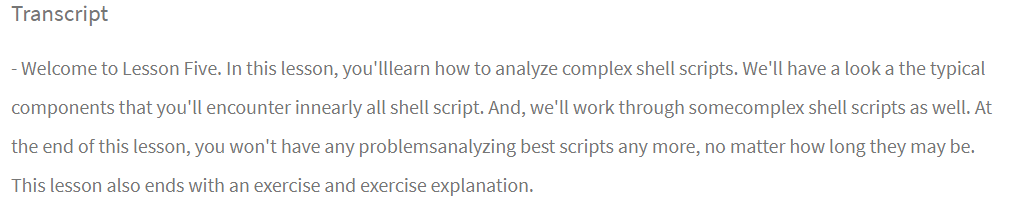 Transcript
- Welcome to Lesson Five. In this lesson, you'lllearn how to analyze complex shell scripts. We'll have a look a the typical
components that you'll encounter innearly all shell script. And, we'll work through somecomplex shell scripts as well. At
the end of this lesson, you won't have any problemsanalyzing best scripts any more, no matter how long they may be.
This lesson also ends with an exercise and exercise explanation.